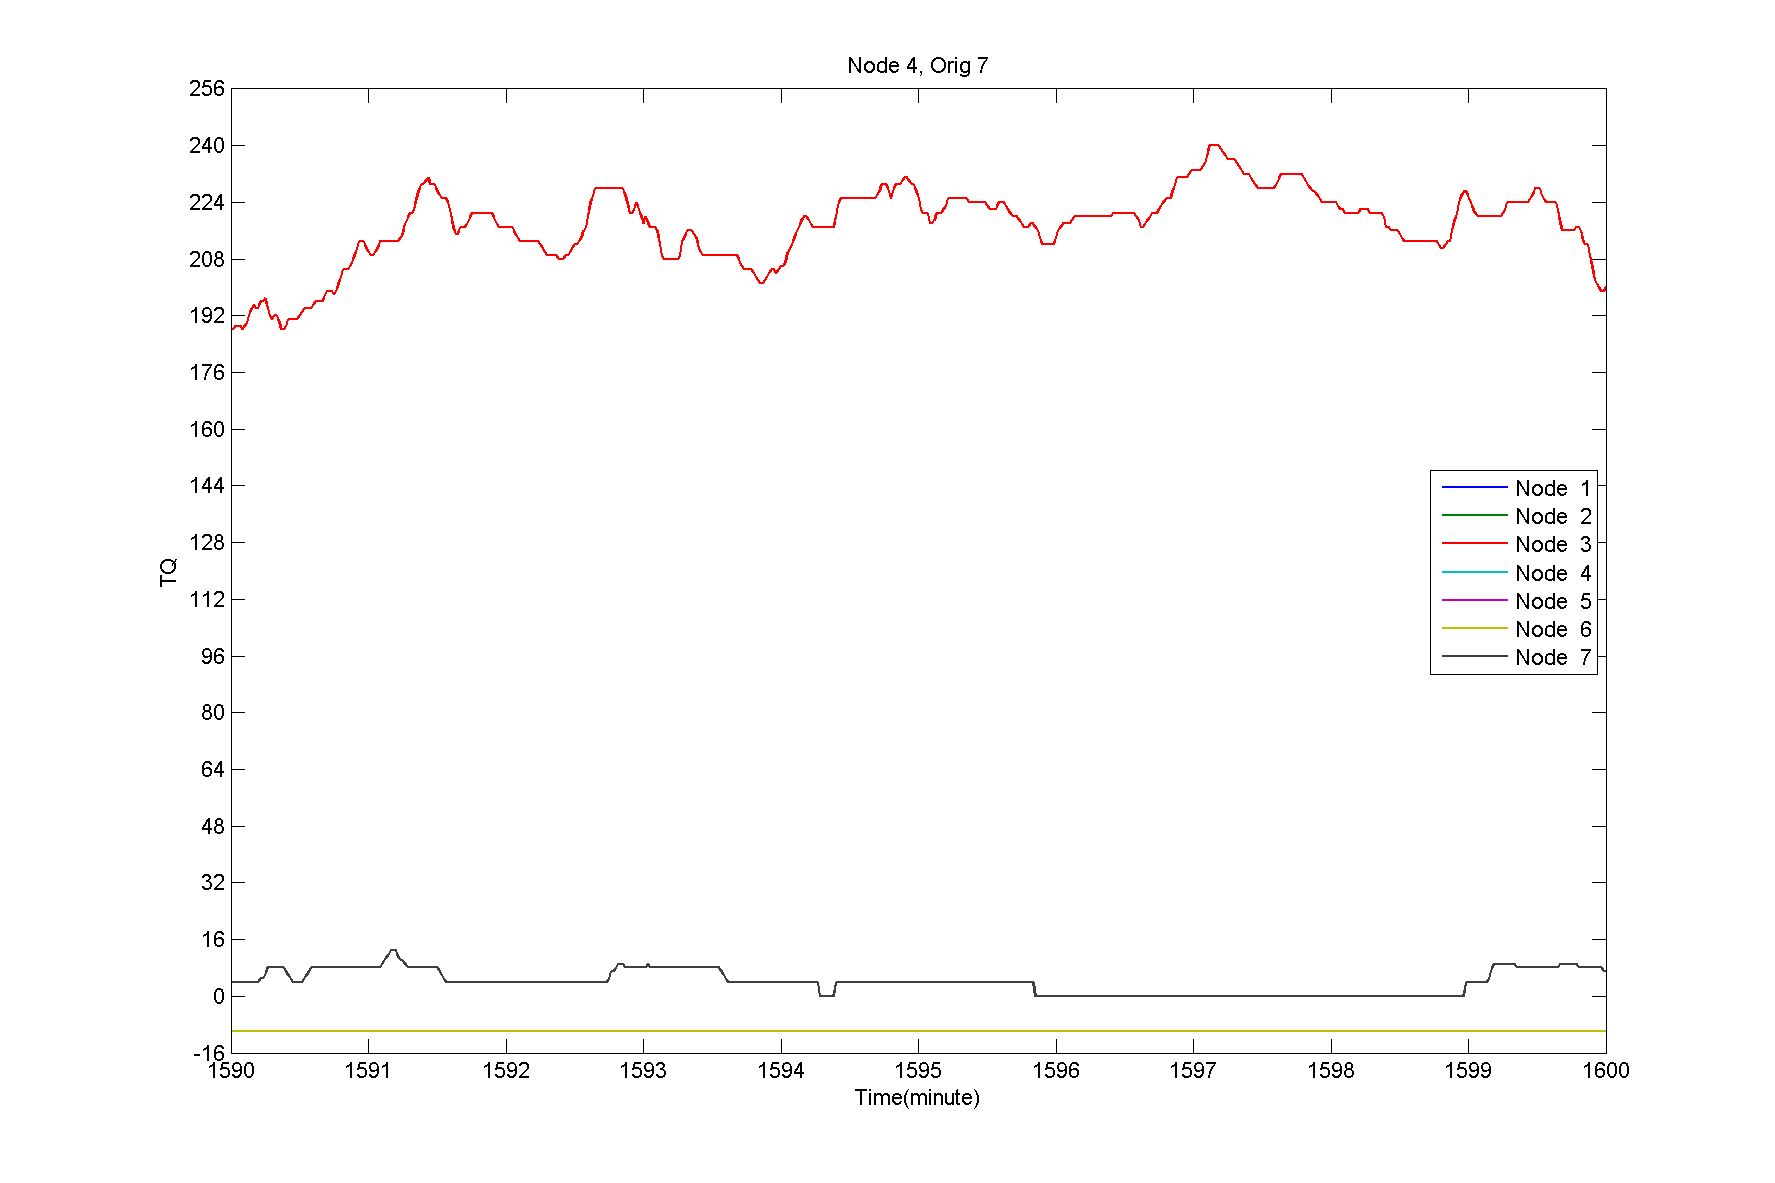 Node 4, Orig 7
256
240
224
208
192
176
160
144
128
112
96
80
64
48
32
16
0
-16
TQ
Node 1
Node 2
Node 3
Node 4
Node 5
Node 6
Node 7
1590 1591 1592 1593 1594 1595 1596 1597 1598 1599 1600
Time(minute)